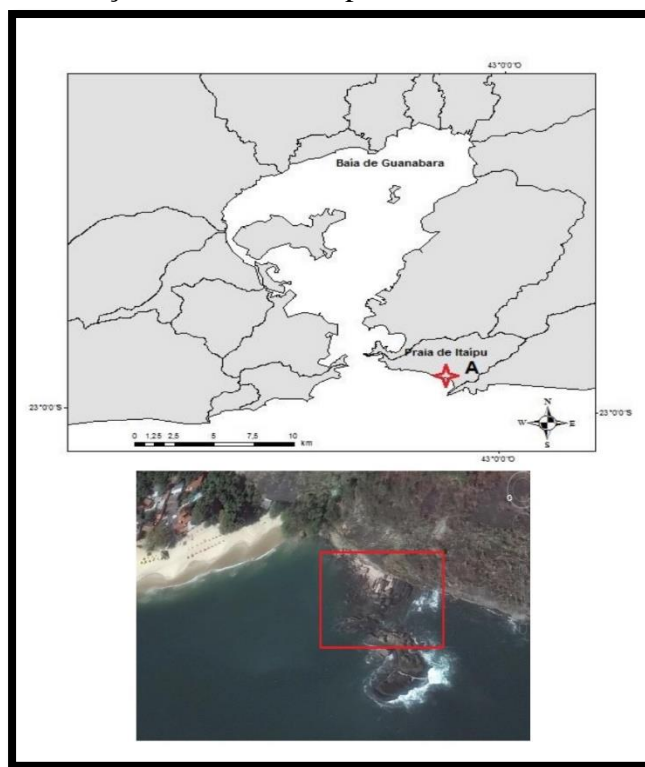 43°0'0"O
Baia de Guanabara
Praia de Itaipu
A
23°0'0"S
23°0'0"S
N
W E
S
0 1,25 2,5 5 7,5 10
km
43°0'0"O